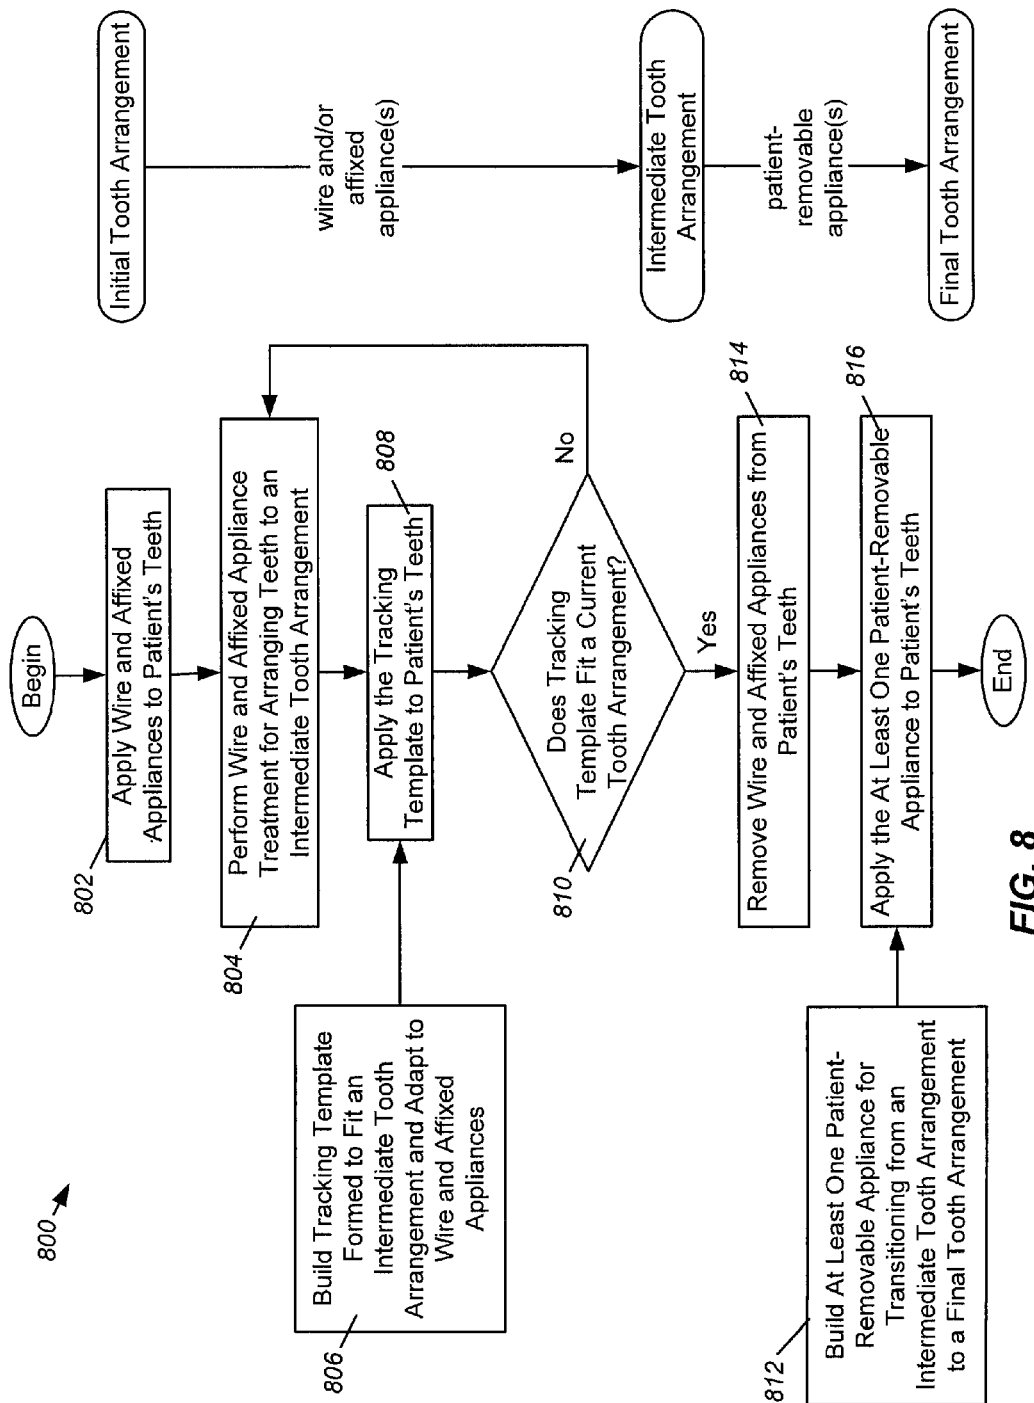 800
Begin
802
Apply Wire and Affixed
Appliances to Patient's Teeth
804
Perform Wire and Affixed Appliance
Treatment for Arranging Teeth to an
Intermediate Tooth Arrangement
806
Build Tracking Template
Formed to Fit an
Intermediate Tooth
Arrangement and Adapt to
Wire and Affixed
Appliances
808
Apply the Tracking
Template to Patient's Teeth
810
Does Tracking
Template Fit a Current
Tooth Arrangement?
No
Yes
814
Remove Wire and Affixed Appliances from
Patient's Teeth
812
Build At Least One Patient-
Removable Appliance for
Transitioning from an
Intermediate Tooth Arrangement
to a Final Tooth Arrangement
816
Apply the At Least One Patient-Removable
Appliance to Patient's Teeth
End
Initial Tooth Arrangement
wire and/or
affixed
appliance(s)
Intermediate Tooth
Arrangement
patient-
removable
appliance(s)
Final Tooth Arrangement
FIG. 8